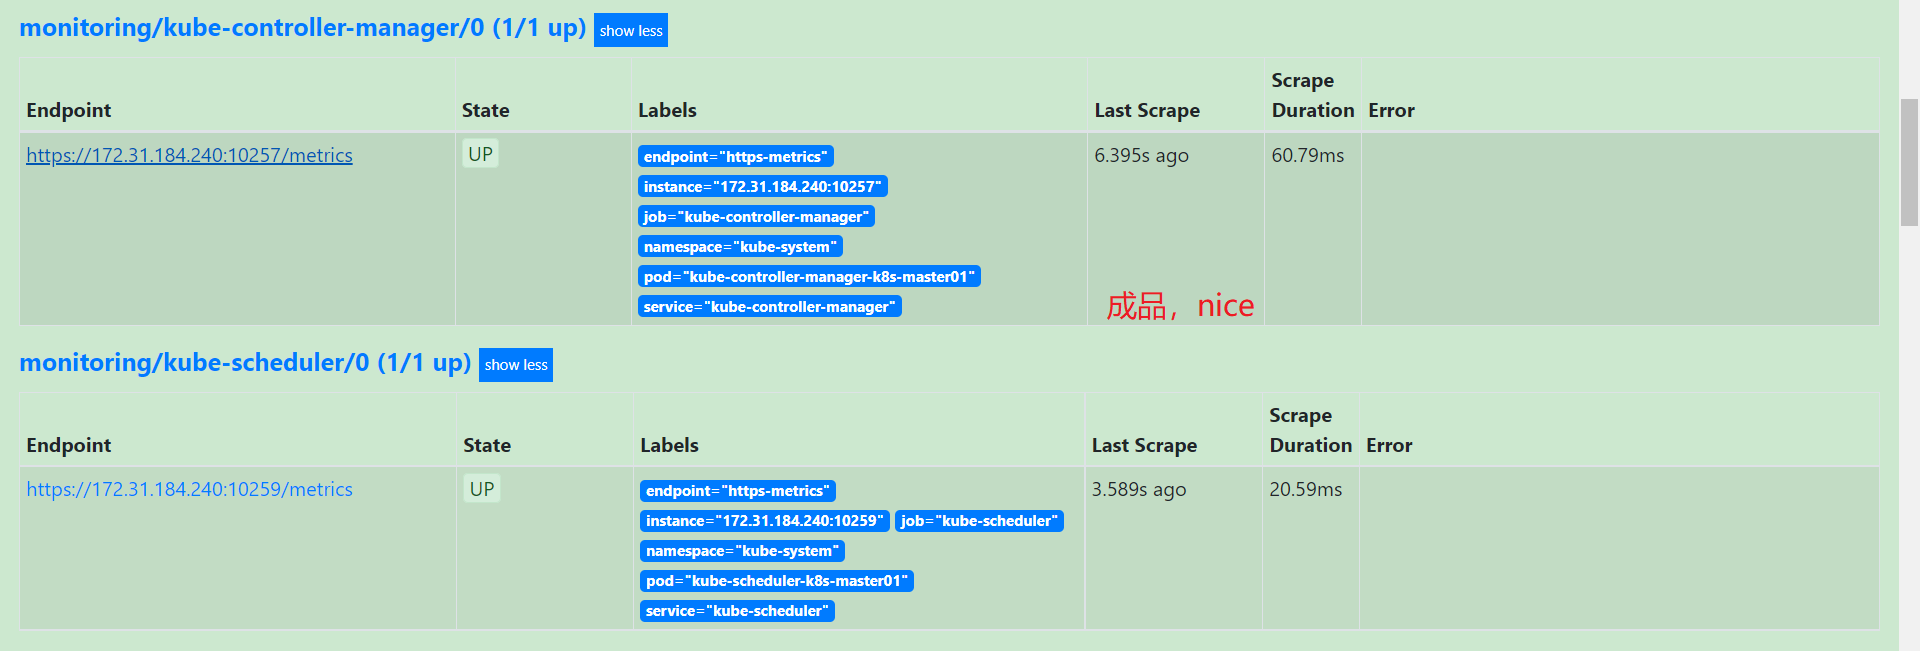 monitoring/kube-controller-manager/0 (1/1 up) show less
Endpoint State Labels Last Scrape Scrape Duration Error
https://172.31.184.240:10257/metrics UP endpoint="https-metrics" 6.395s ago 60.79ms
instance="172.31.184.240:10257"
job="kube-controller-manager"
namespace="kube-system"
pod="kube-controller-manager-k8s-master01"
service="kube-controller-manager" 成品，nice
monitoring/kube-scheduler/0 (1/1 up) show less
Endpoint State Labels Last Scrape Scrape Duration Error
https://172.31.184.240:10259/metrics UP endpoint="https-metrics" 3.589s ago 20.59ms
instance="172.31.184.240:10259" job="kube-scheduler"
namespace="kube-system"
pod="kube-scheduler-k8s-master01"
service="kube-scheduler"